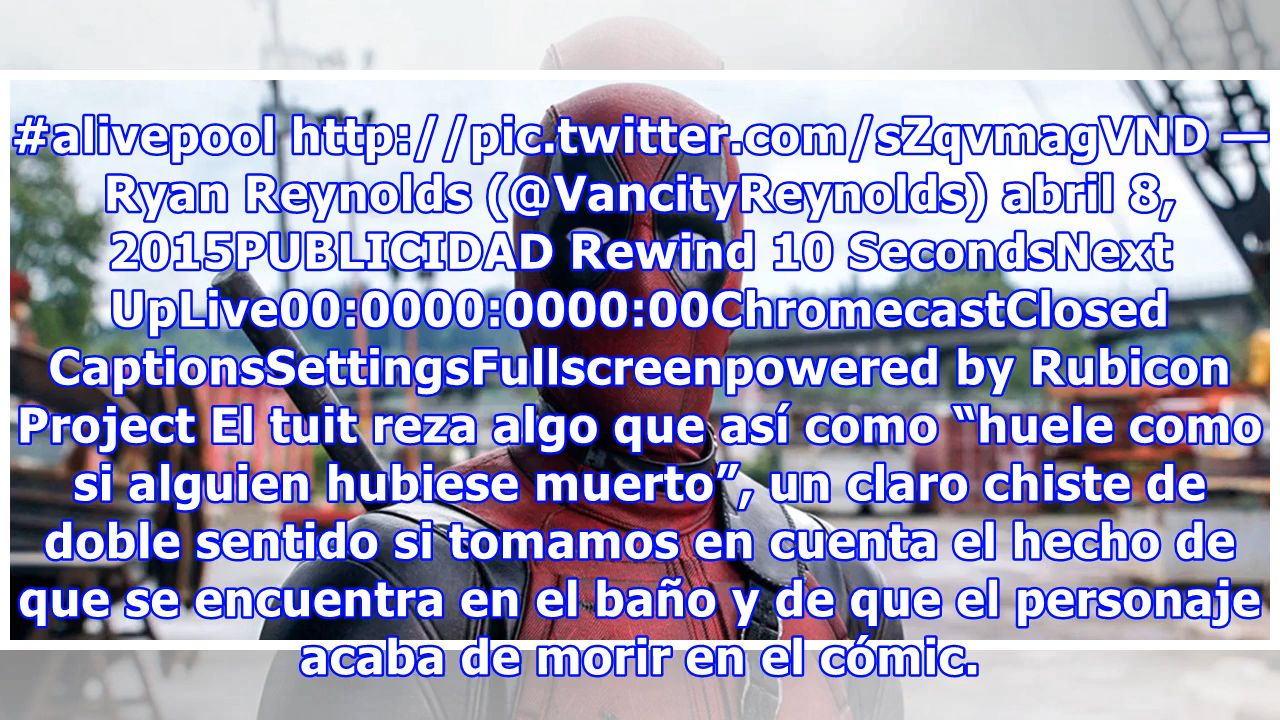 #alivepool http://pic.twitter.com/sZqvmagVND —
Ryan Reynolds (@VancityReynolds) abril 8,
2015PUBLICIDAD Rewind 10 SecondsNext
UpLive00:0000:0000:00ChromecastClosed
CaptionsSettingsFullscreenpowered by Rubicon
Project El tuit reza algo que así como “huele como
si alguien hubiese muerto”, un claro chiste de
doble sentido si tomamos en cuenta el hecho de
que se encuentra en el baño y de que el personaje
acaba de morir en el cómic.